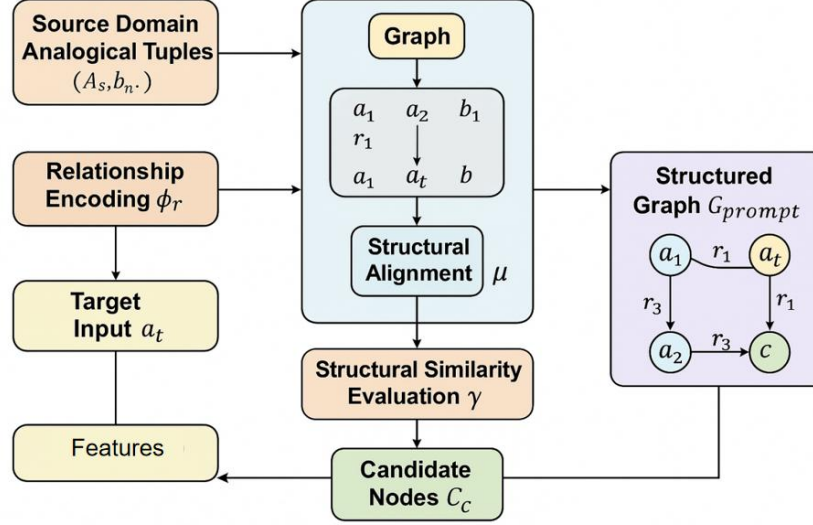 Source Domain
Analogical Tuples
(A_s,b_n.)
Relationship
Encoding ϕ_r
Target
Input a_t
Features
Graph
a_1 a_2 b_1
r_1
a_1 a_t b
Structural
Alignment μ
Structural Similarity
Evaluation γ
Candidate
Nodes C_c
Structured
Graph G_prompt
a_1 r_1 a_t
r_3 r_1
a_2 r_3 c